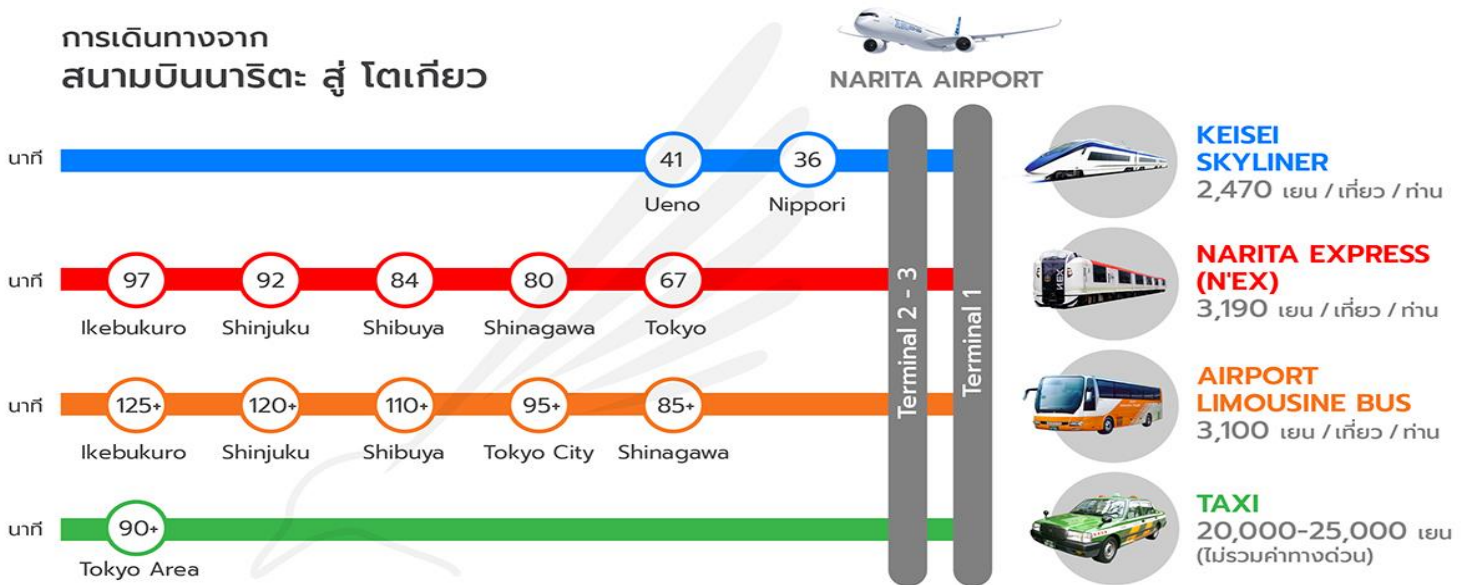 การเดินทางจาก
สนามบินนาริตะ สู่ โตเกียว
NARITA AIRPORT
นาที
41
36
Ueno
Nippori
KEISEI
SKYLINER
2,470 เยน / เที่ยว / ท่าน
นาที
97
92
84
80
67
Ikebukuro
Shinjuku
Shibuya
Shinagawa
Tokyo
NARITA EXPRESS
(N'EX)
3,190 เยน / เที่ยว / ท่าน
นาที
125+
120+
110+
95+
85+
Ikebukuro
Shinjuku
Shibuya
Tokyo City
Shinagawa
AIRPORT
LIMOUSINE BUS
3,100 เยน / เที่ยว / ท่าน
นาที
90+
Tokyo Area
TAXI
20,000-25,000 เยน
(ไม่รวมค่าทางด่วน)
Terminal 2 - 3
Terminal 1